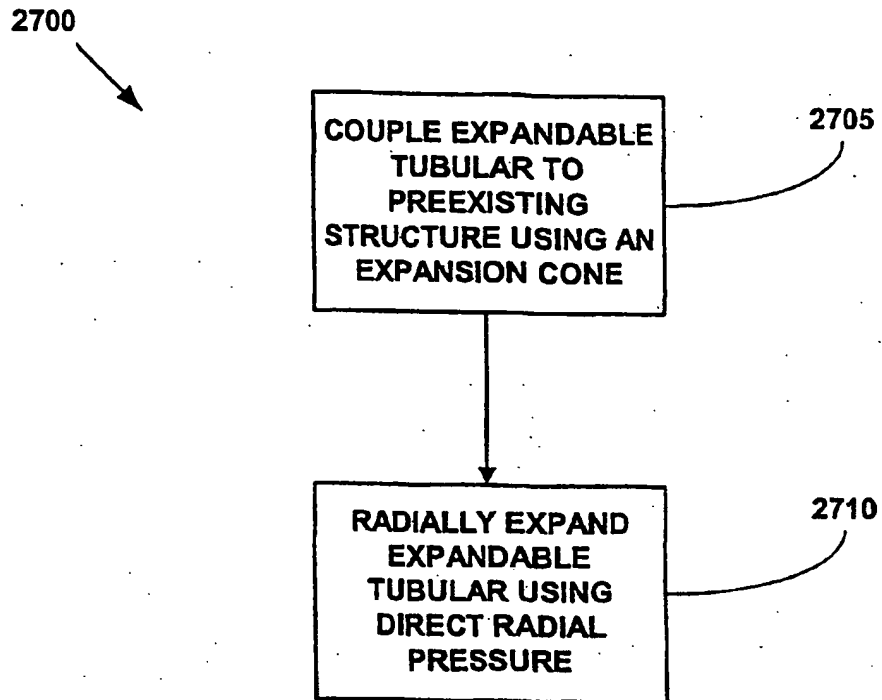 2700
COUPLE EXPANDABLE
TUBULAR TO
PREEXISTING
STRUCTURE USING AN
EXPANSION CONE
2705
RADIALLY EXPAND
EXPANDABLE
TUBULAR USING
DIRECT RADIAL
PRESSURE
2710